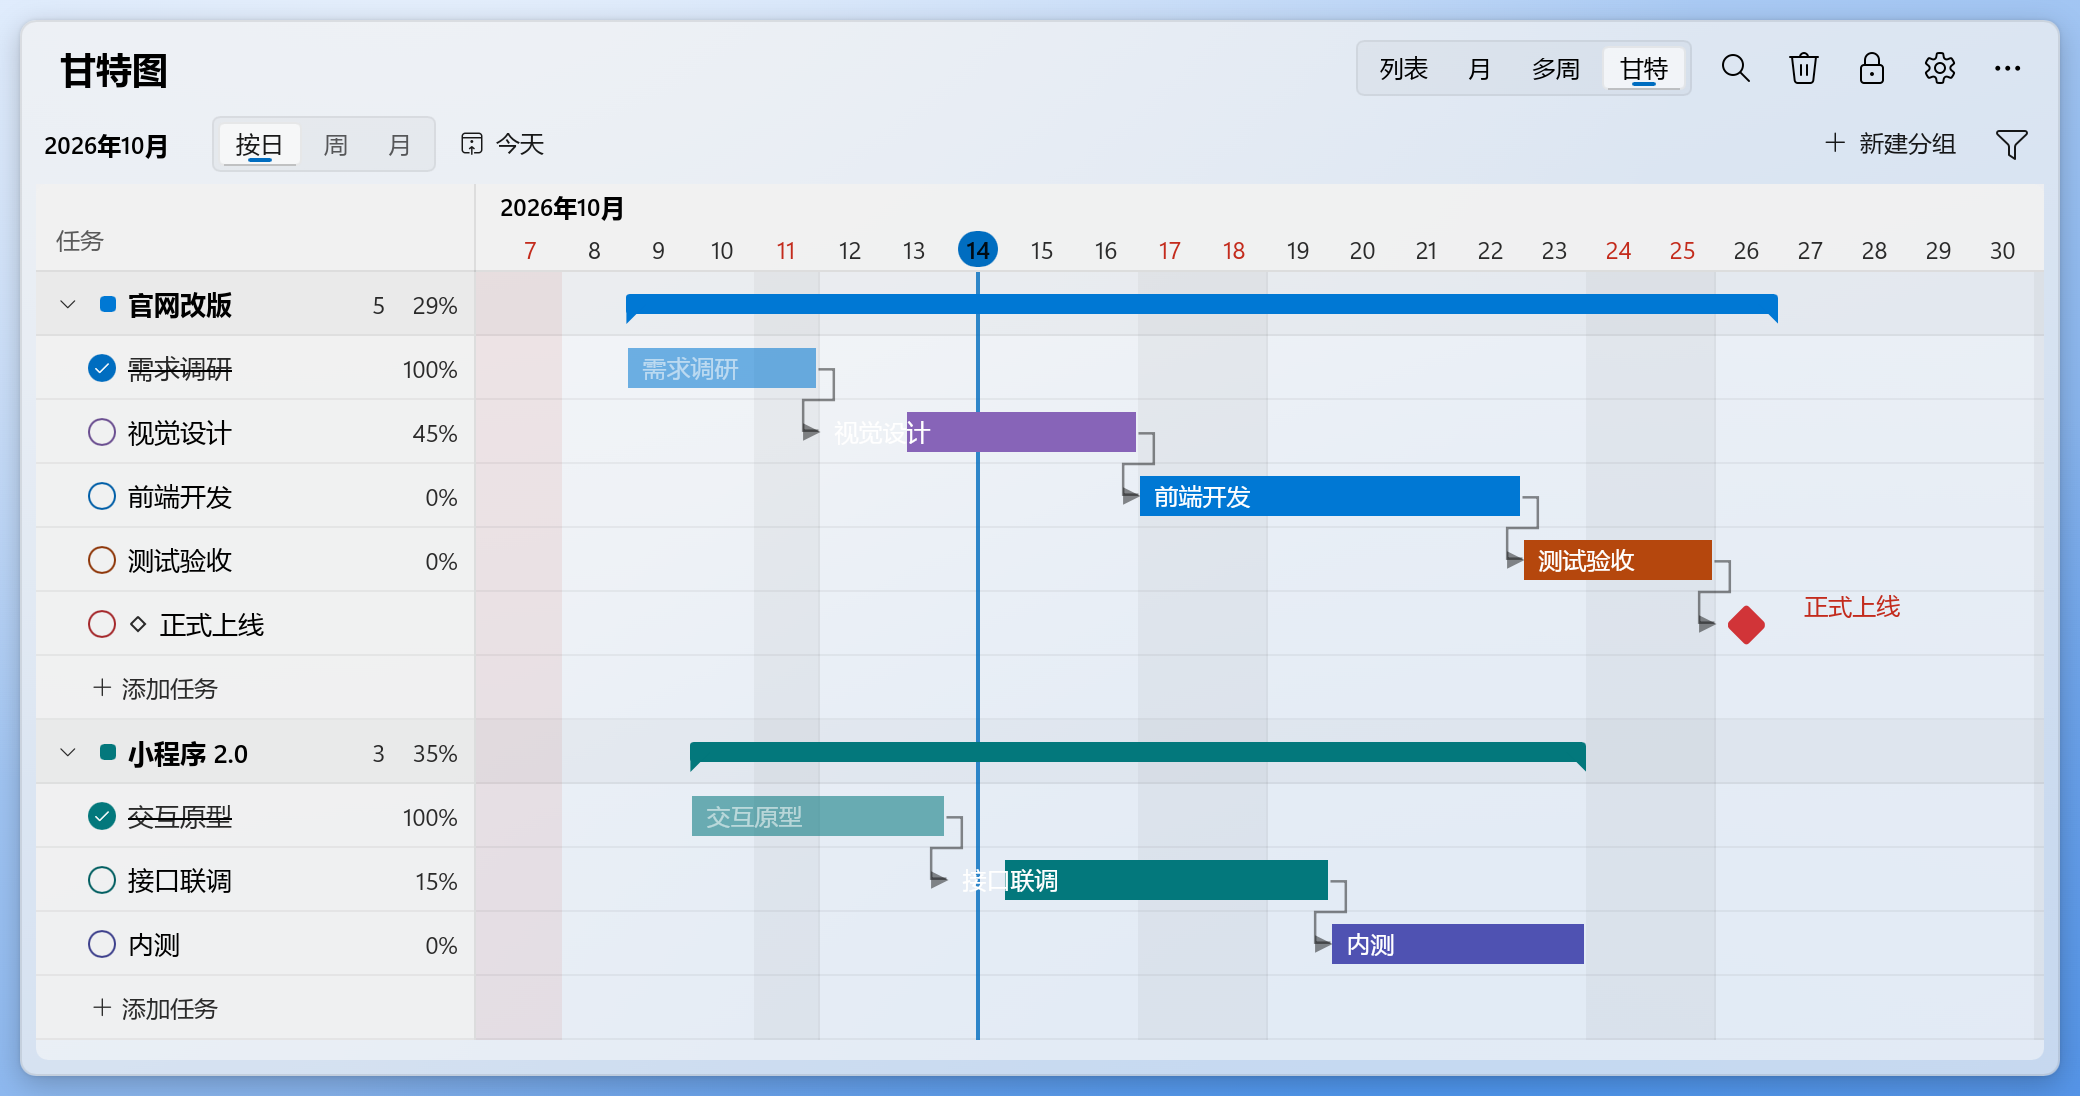 甘特图
列表 月 多周 甘特
2026年10月 按日 周 月 今天 新建分组
任务
2026年10月
7 8 9 10 11 12 13 14 15 16 17 18 19 20 21 22 23 24 25 26 27 28 29 30
官网改版 5 29%
需求调研 100% 需求调研
视觉设计 45% 视觉设计
前端开发 0% 前端开发
测试验收 0% 测试验收
正式上线 正式上线
添加任务
小程序 2.0 3 35%
交互原型 100% 交互原型
接口联调 15% 接口联调
内测 0% 内测
添加任务